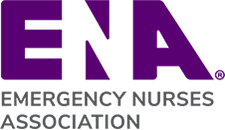 ENA®
EMERGENCY NURSES
ASSOCIATION